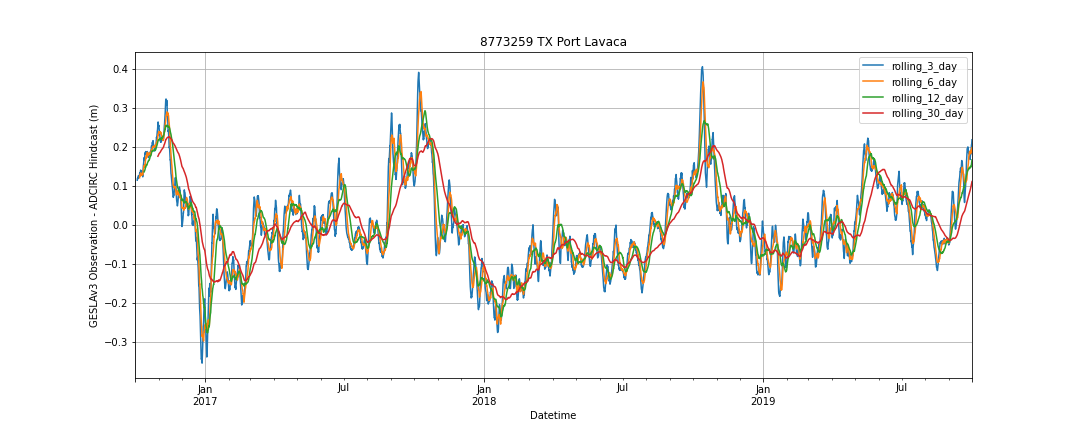 8773259 TX Port Lavaca
GESLAv3 Observation - ADCIRC Hindcast (m)
0.4
0.3
0.2
0.1
0.0
−0.1
−0.2
−0.3
rolling_3_day
rolling_6_day
rolling_12_day
rolling_30_day
Jan
2017
Jul
Jan
2018
Jul
Jan
2019
Jul
Datetime